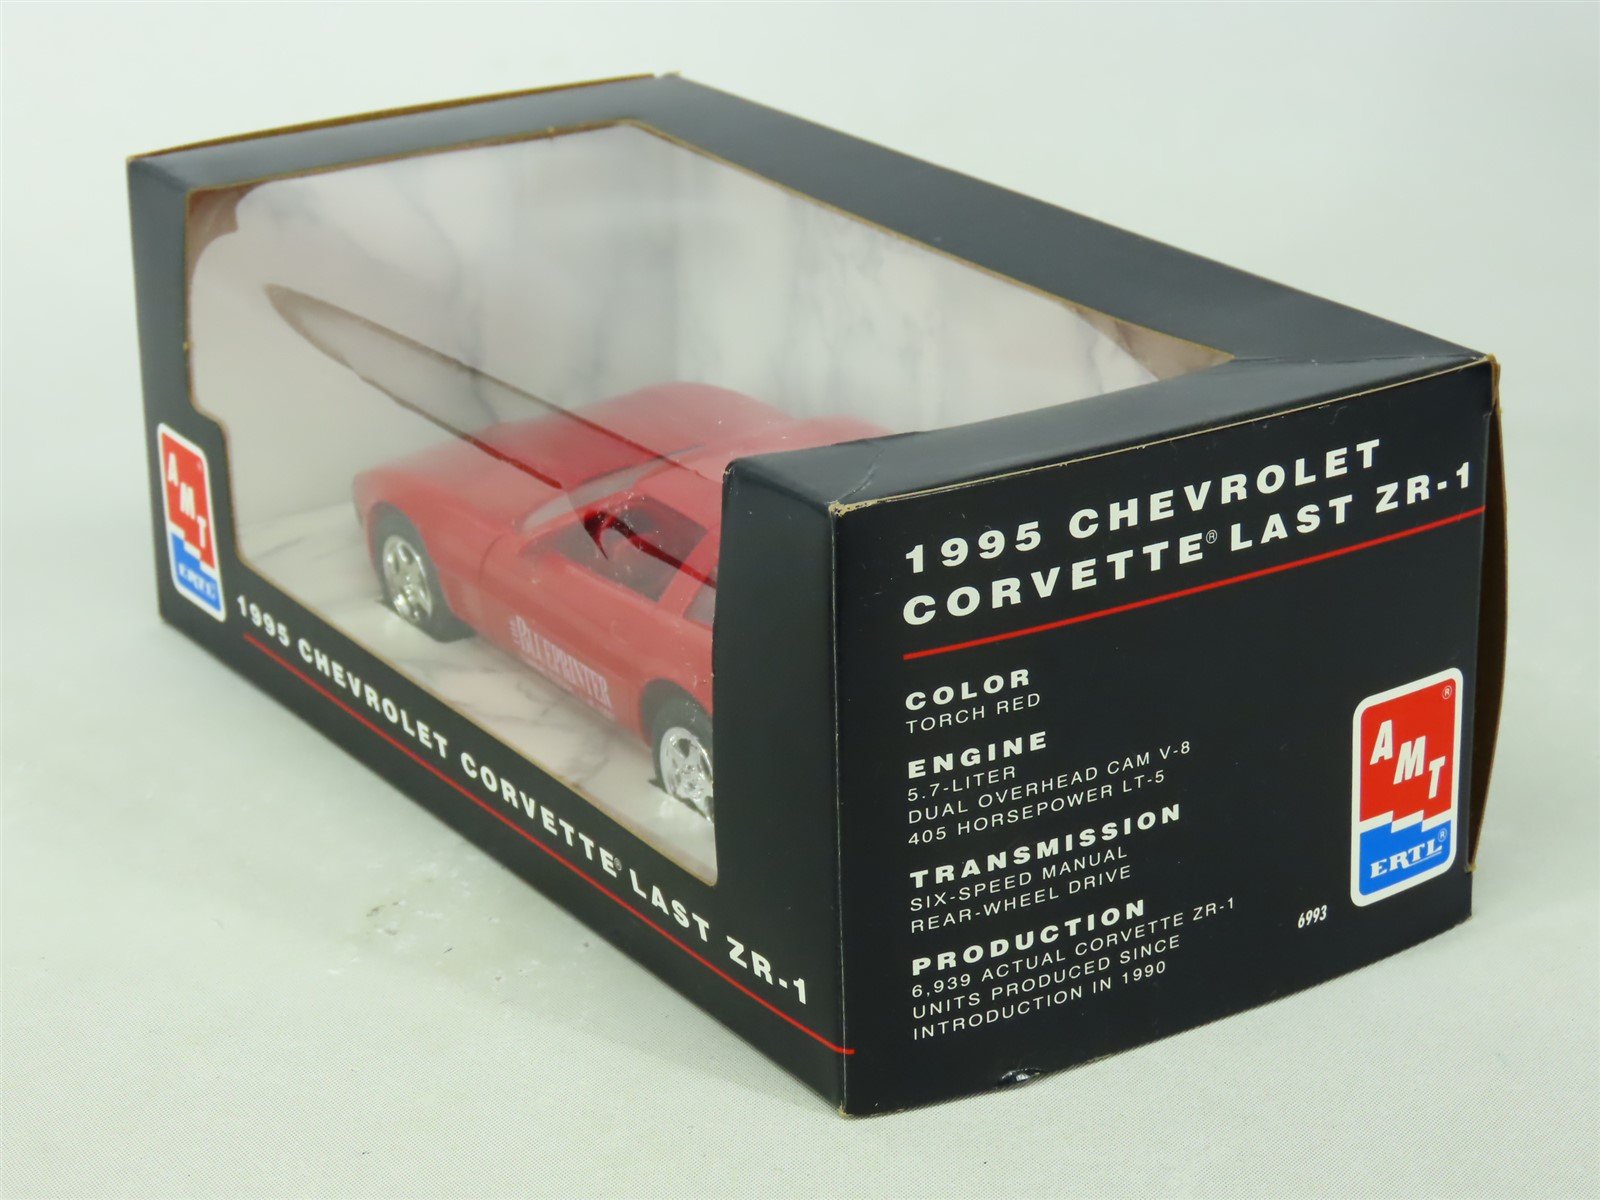 AMT
ERTL
1995 CHEVROLET CORVETTE® LAST ZR-1
THE
BLUEPRINTER
1995 CHEVROLET
CORVETTE® LAST ZR-1
COLOR
TORCH RED
ENGINE
5.7-LITER
DUAL OVERHEAD CAM V-8
405 HORSEPOWER LT-5
TRANSMISSION
SIX-SPEED MANUAL
REAR-WHEEL DRIVE
PRODUCTION
6,939 ACTUAL CORVETTE ZR-1
UNITS PRODUCED SINCE
INTRODUCTION IN 1990
6993
AMT®
ERTL®